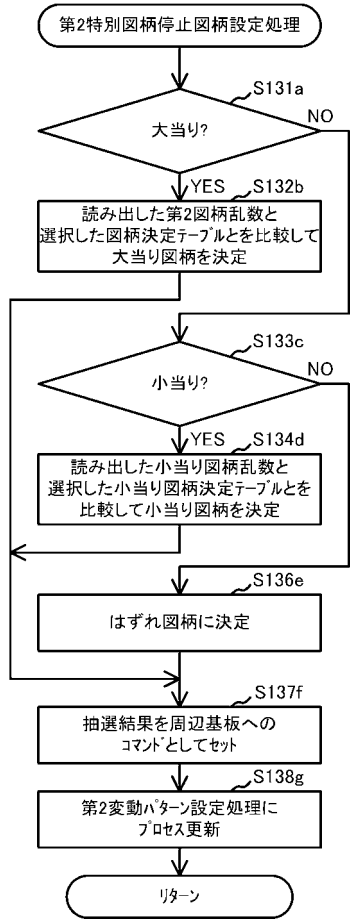 第2特別図柄停止図柄設定処理
S131a
大当り?
NO
YES
S132b
読み出した第2図柄乱数と
選択した図柄決定テーブルとを比較して
大当り図柄を決定
S133c
小当り?
NO
YES
S134d
読み出した小当り図柄乱数と
選択した小当り図柄決定テーブルとを
比較して小当り図柄を決定
S136e
はずれ図柄に決定
S137f
抽選結果を周辺基板への
コマンドとしてセット
S138g
第2変動パターン設定処理に
プロセス更新
リターン